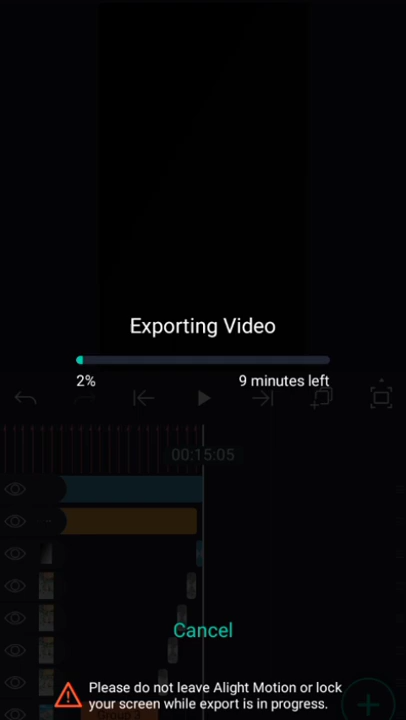 Exporting Video
2% 9 minutes left
00:15:05
Cancel
Please do not leave Alight Motion or lock
your screen while export is in progress.